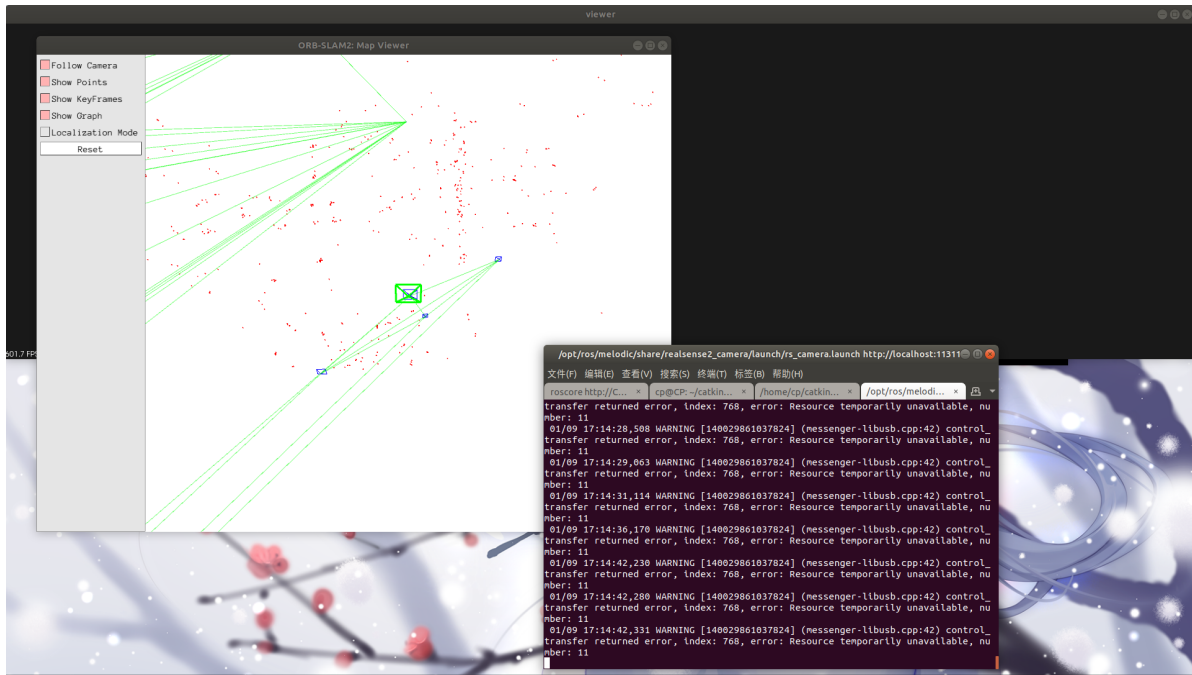 viewer
ORB-SLAM2: Map Viewer
Follow Camera
Show Points
Show KeyFrames
Show Graph
Localization Mode
Reset
601.7 FPS
/opt/ros/melodic/share/realsense2_camera/launch/rs_camera.launch http://localhost:11311
文件(F) 编辑(E) 查看(V) 搜索(S) 终端(T) 标签(B) 帮助(H)
roscore http://C... × cp@CP: ~/catkin... × /home/cp/catkin... × /opt/ros/melodi... ×
transfer returned error, index: 768, error: Resource temporarily unavailable, nu
mber: 11
01/09 17:14:28,508 WARNING [140029861037824] (messenger-libusb.cpp:42) control_
transfer returned error, index: 768, error: Resource temporarily unavailable, nu
mber: 11
01/09 17:14:29,063 WARNING [140029861037824] (messenger-libusb.cpp:42) control_
transfer returned error, index: 768, error: Resource temporarily unavailable, nu
mber: 11
01/09 17:14:31,114 WARNING [140029861037824] (messenger-libusb.cpp:42) control_
transfer returned error, index: 768, error: Resource temporarily unavailable, nu
mber: 11
01/09 17:14:36,170 WARNING [140029861037824] (messenger-libusb.cpp:42) control_
transfer returned error, index: 768, error: Resource temporarily unavailable, nu
mber: 11
01/09 17:14:42,230 WARNING [140029861037824] (messenger-libusb.cpp:42) control_
transfer returned error, index: 768, error: Resource temporarily unavailable, nu
mber: 11
01/09 17:14:42,280 WARNING [140029861037824] (messenger-libusb.cpp:42) control_
transfer returned error, index: 768, error: Resource temporarily unavailable, nu
mber: 11
01/09 17:14:42,331 WARNING [140029861037824] (messenger-libusb.cpp:42) control_
transfer returned error, index: 768, error: Resource temporarily unavailable, nu
mber: 11